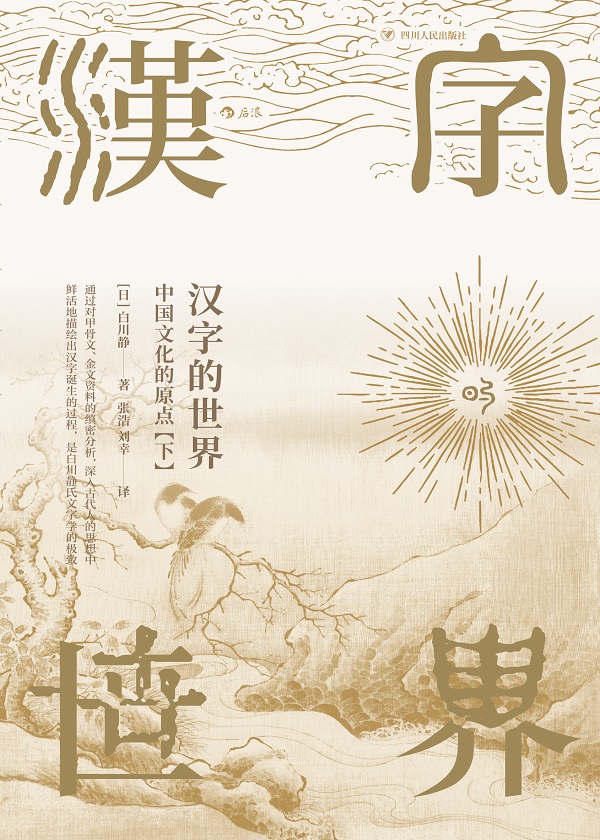 四川人民出版社
漢字
后浪
汉字的世界
中国文化的原点【下】
[日]白川静——著 张浩 刘幸——译
通过对甲骨文、金文资料的缜密分析，深入古代人的思想中
鲜活地描绘出汉字诞生的过程，是白川静氏文字学的极致
世界